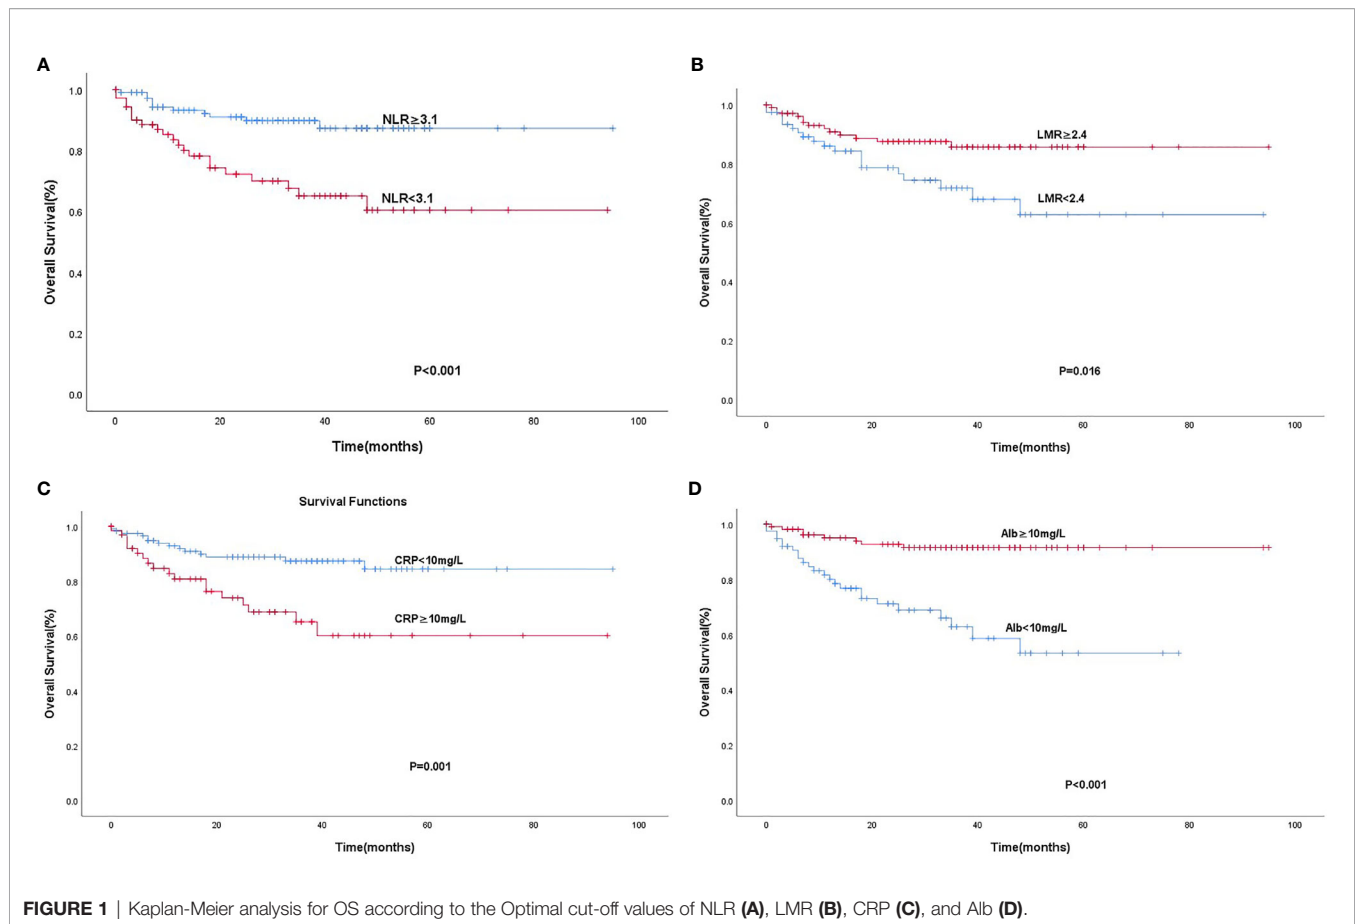 A
1.0
0.8
0.6
0.4
0.2
0.0
Overall Survival(%)
NLR≥3.1
NLR<3.1
P<0.001
0 20 40 60 80 100
Time(months)
B
1.0
0.8
0.6
0.4
0.2
0.0
Overall Survival(%)
LMR≥2.4
LMR<2.4
P=0.016
0 20 40 60 80 100
Time(months)
C
Survival Functions
1.0
0.8
0.6
0.4
0.2
0.0
Overall Survival(%)
CRP<10mg/L
CRP≥10mg/L
P=0.001
0 20 40 60 80 100
Time(months)
D
1.0
0.8
0.6
0.4
0.2
0.0
Overall Survival(%)
Alb≥10mg/L
Alb<10mg/L
P<0.001
0 20 40 60 80 100
Time(months)
FIGURE 1 | Kaplan-Meier analysis for OS according to the Optimal cut-off values of NLR (A), LMR (B), CRP (C), and Alb (D).